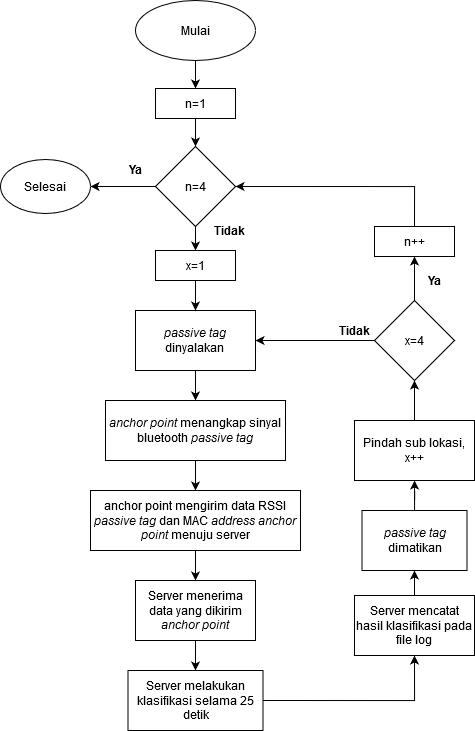 Mulai
n=1
n=4
Ya
Selesai
Tidak
x=1
passive tag
dinyalakan
anchor point menangkap sinyal
bluetooth passive tag
anchor point mengirim data RSSI
passive tag dan MAC address anchor
point menuju server
Server menerima
data yang dikirim
anchor point
Server melakukan
klasifikasi selama 25
detik
Server mencatat
hasil klasifikasi pada
file log
passive tag
dimatikan
Pindah sub lokasi,
x++
x=4
Tidak
Ya
n++